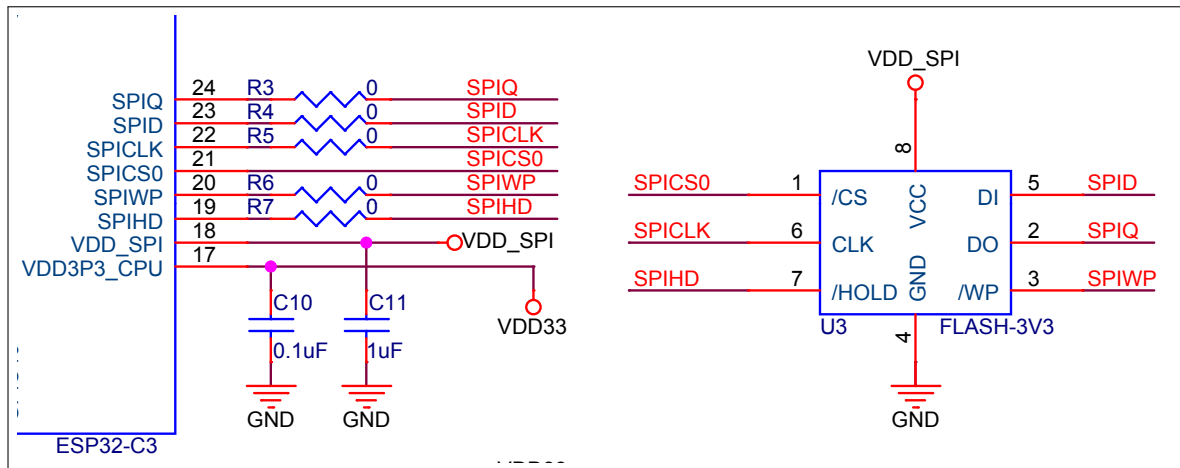 24 R3 0 SPIQ
SPIQ
23 R4 0 SPID
SPID
22 R5 0 SPICLK
SPICLK
21 SPICS0
SPICS0
20 R6 0 SPIWP
SPIWP
19 R7 0 SPIHD
SPIHD
18
VDD_SPI VDD_SPI
17
VDD3P3_CPU
C10 C11
VDD33
0.1uF 1uF
GND GND
ESP32-C3
VDD_SPI
8
SPICS0 1 /CS VCC DI 5 SPID
SPICLK 6 CLK DO 2 SPIQ
SPIHD 7 /HOLD GND /WP 3 SPIWP
U3 FLASH-3V3
4
GND